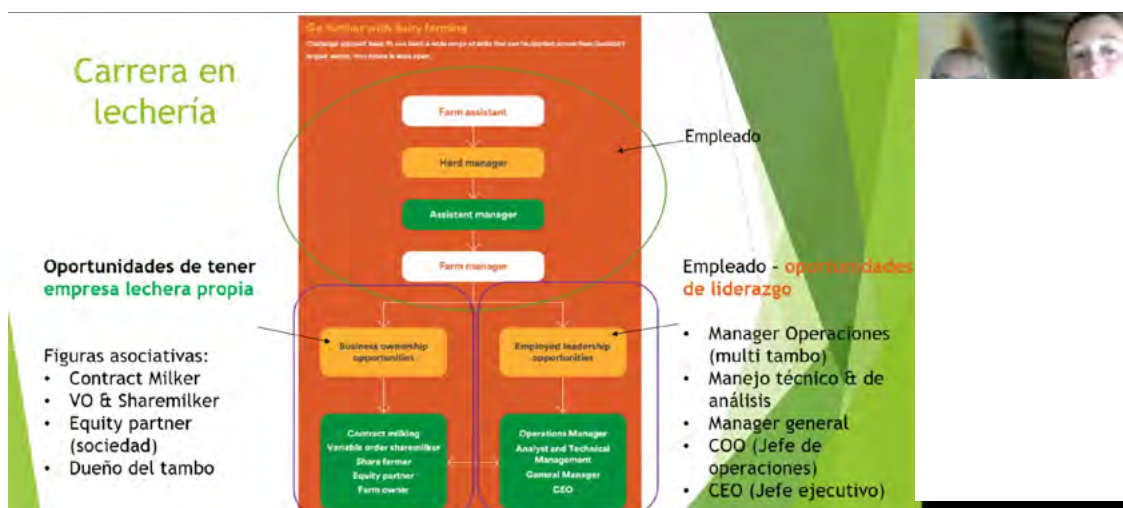 Carrera en
lechería
Go further with dairy farming
Farm assistant
Herd manager
Assistant manager
Farm manager
Business ownership
opportunities
Employed leadership
opportunities
Contract milking
Variable order sharemilker
Share farmer
Equity partner
Farm owner
Operations Manager
Analyst and Technical
Management
General Manager
CEO
Empleado
Oportunidades de tener
empresa lechera propia
Figuras asociativas:
• Contract Milker
• VO & Sharemilker
• Equity partner
(sociedad)
• Dueño del tambo
Empleado - oportunidades
de liderazgo
• Manager Operaciones
(multi tambo)
• Manejo técnico & de
análisis
• Manager general
• COO (Jefe de
operaciones)
• CEO (Jefe ejecutivo)